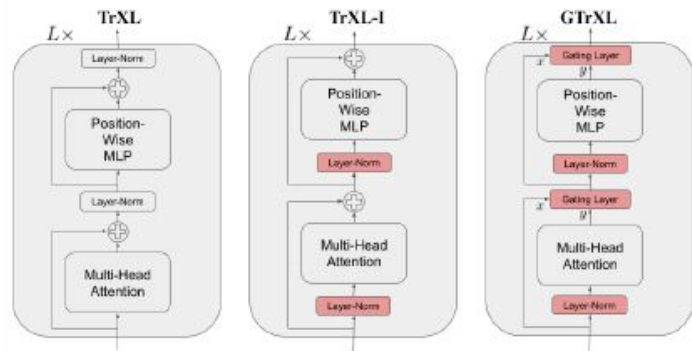 TrXL
L×
Layer-Norm
Position-
Wise
MLP
Layer-Norm
Multi-Head
Attention
TrXL-I
L×
Position-
Wise
MLP
Layer-Norm
Multi-Head
Attention
Layer-Norm
GTrXL
L×
Gating Layer
x
y
Position-
Wise
MLP
Layer-Norm
Gating Layer
x
y
Multi-Head
Attention
Layer-Norm